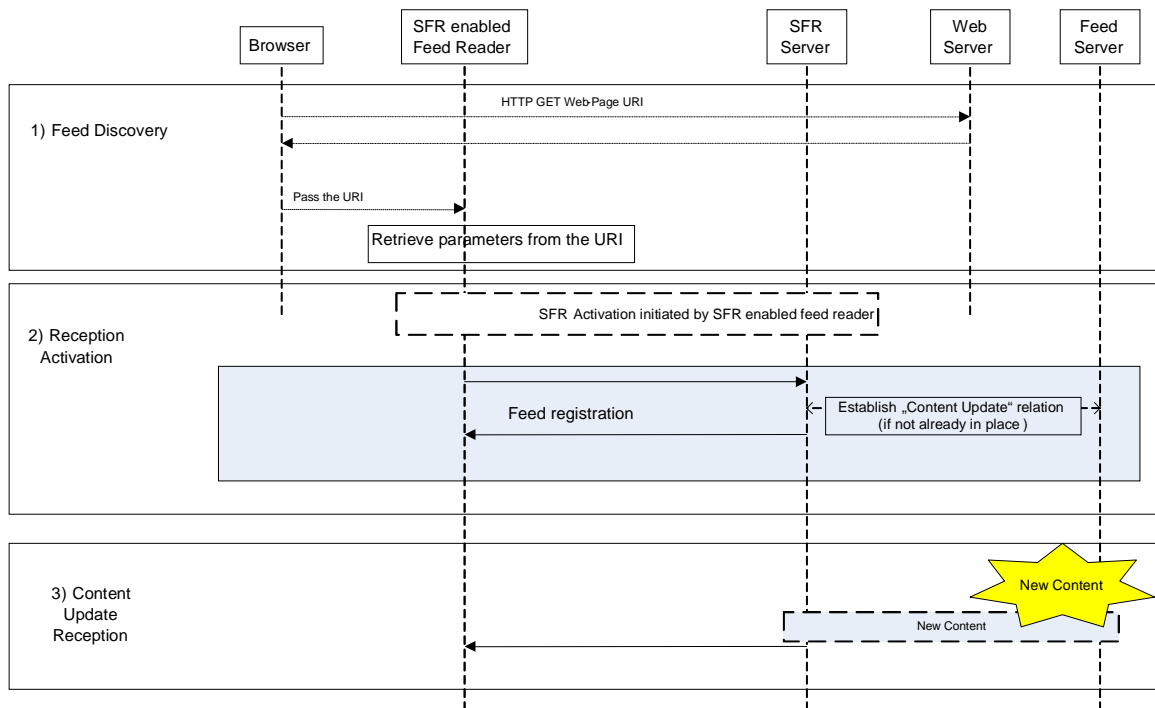 Browser
SFR enabled
Feed Reader
SFR
Server
Web
Server
Feed
Server
HTTP GET Web-Page URI
1) Feed Discovery
Pass the URI
Retrieve parameters from the URI
SFR Activation initiated by SFR enabled feed reader
2) Reception
Activation
Feed registration
Establish „Content Update“ relation
(if not already in place )
New Content
3) Content
Update
Reception
New Content